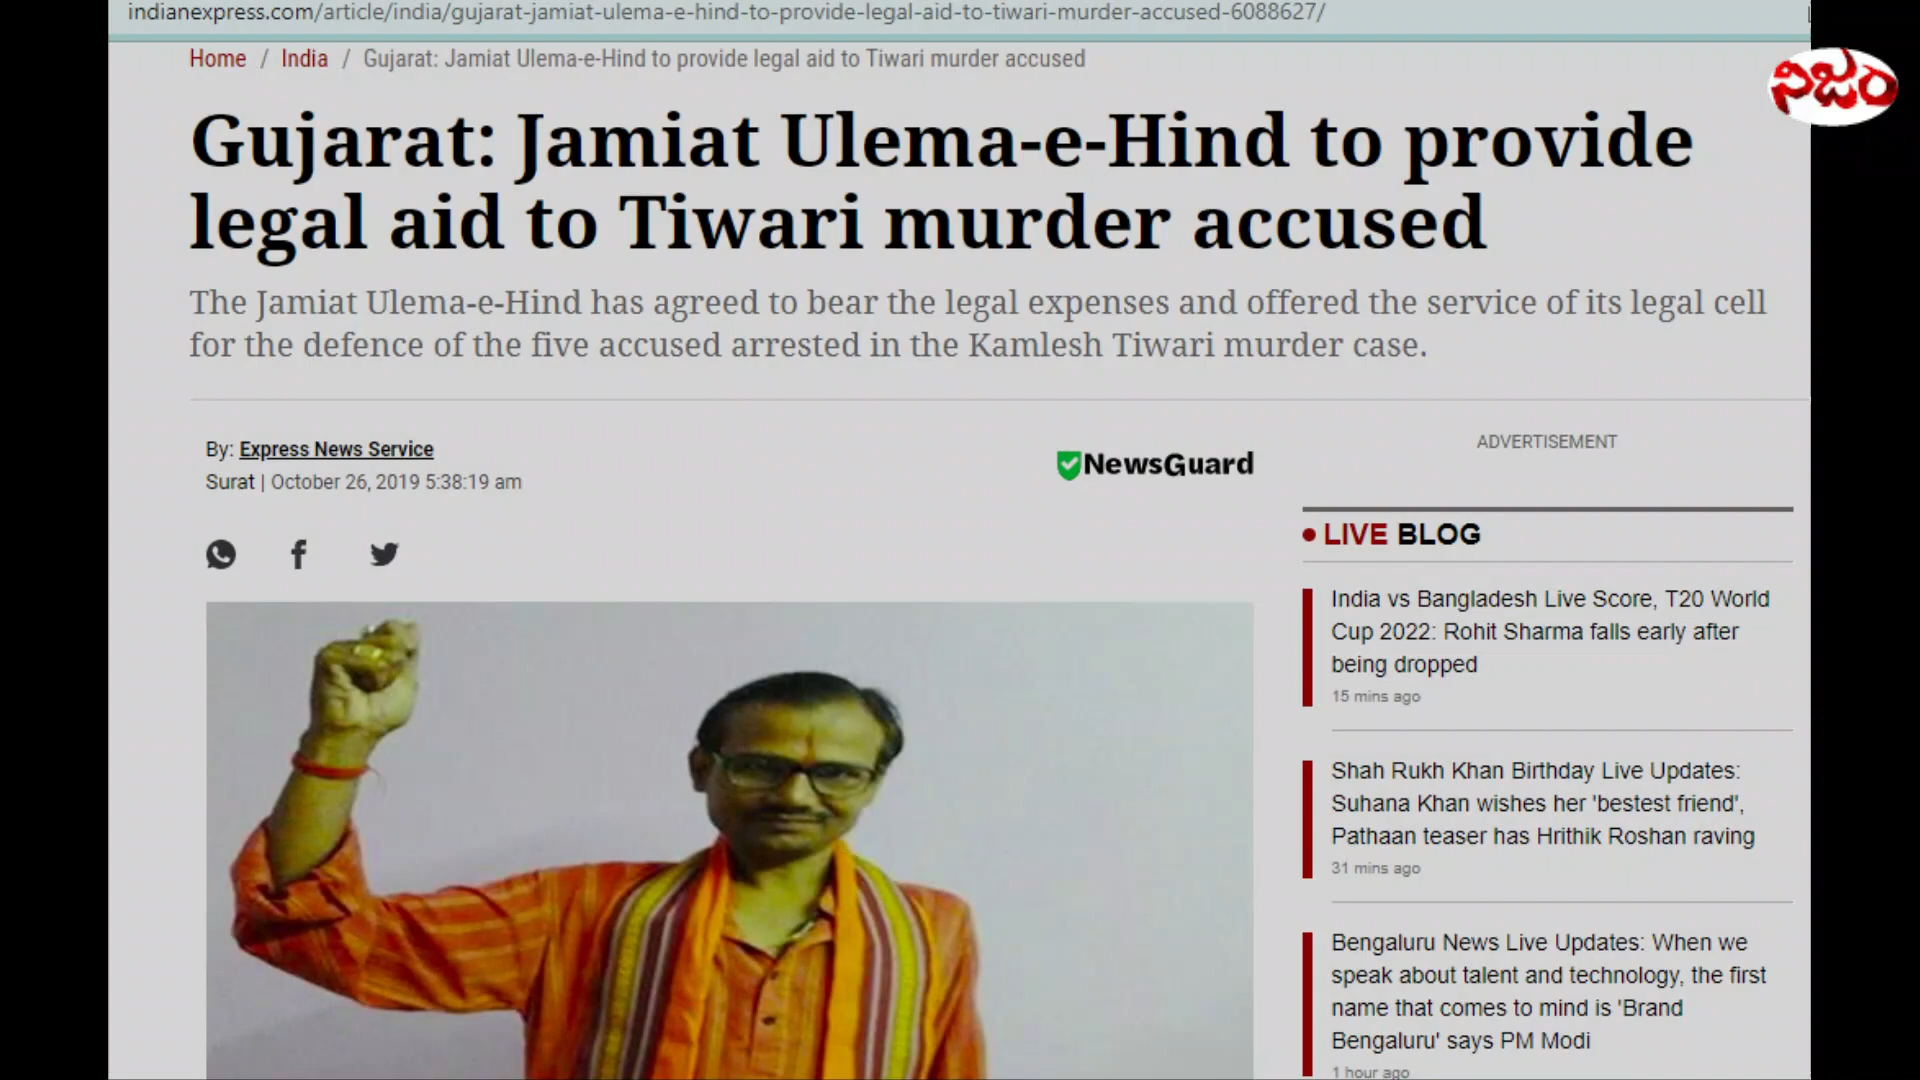 indianexpress.com/article/india/gujarat-jamiat-ulema-e-hind-to-provide-legal-aid-to-tiwari-murder-accused-6088627/
నిజం
Home / India / Gujarat: Jamiat Ulema-e-Hind to provide legal aid to Tiwari murder accused
Gujarat: Jamiat Ulema-e-Hind to provide
legal aid to Tiwari murder accused
The Jamiat Ulema-e-Hind has agreed to bear the legal expenses and offered the service of its legal cell
for the defence of the five accused arrested in the Kamlesh Tiwari murder case.
By: Express News Service
Surat | October 26, 2019 5:38:19 am
NewsGuard
ADVERTISEMENT
LIVE BLOG
India vs Bangladesh Live Score, T20 World
Cup 2022: Rohit Sharma falls early after
being dropped
15 mins ago
Shah Rukh Khan Birthday Live Updates:
Suhana Khan wishes her 'bestest friend',
Pathaan teaser has Hrithik Roshan raving
31 mins ago
Bengaluru News Live Updates: When we
speak about talent and technology, the first
name that comes to mind is 'Brand
Bengaluru' says PM Modi
1 hour ago